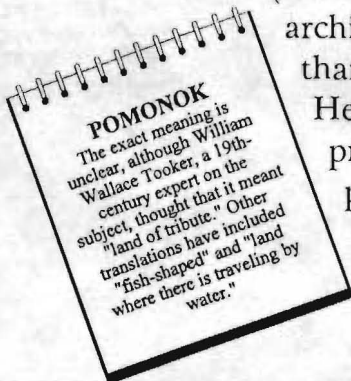 archi
than
He
pr
POMONOK
The exact meaning is
unclear, although William
Wallace Tooker, a 19th-
century expert on the
subject, thought that it meant
"land of tribute." Other
translations have included
"fish-shaped" and "land
where there is traveling by
water."